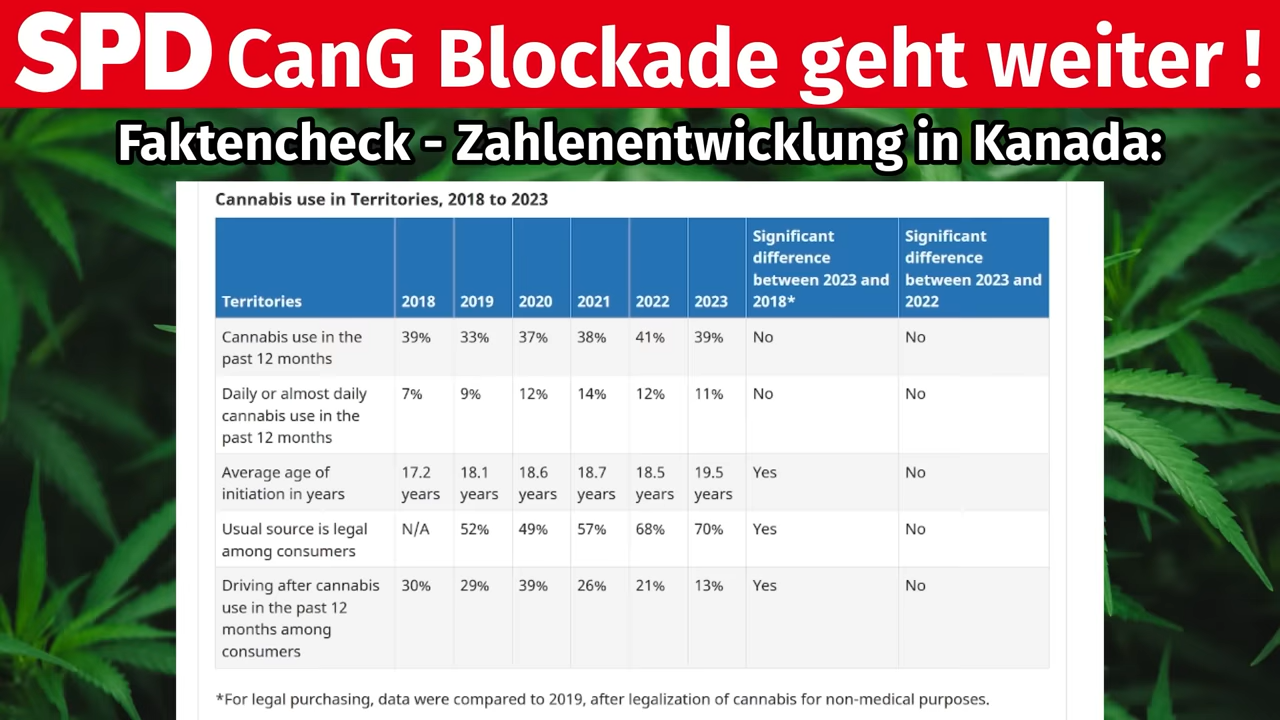 SPD CanG Blockade geht weiter !
Faktencheck - Zahlenentwicklung in Kanada:
Cannabis use in Territories, 2018 to 2023
Territories 2018 2019 2020 2021 2022 2023 Significant difference between 2023 and 2018* Significant difference between 2023 and 2022
Cannabis use in the past 12 months 39% 33% 37% 38% 41% 39% No No
Daily or almost daily cannabis use in the past 12 months 7% 9% 12% 14% 12% 11% No No
Average age of initiation in years 17.2 years 18.1 years 18.6 years 18.7 years 18.5 years 19.5 years Yes No
Usual source is legal among consumers N/A 52% 49% 57% 68% 70% Yes No
Driving after cannabis use in the past 12 months among consumers 30% 29% 39% 26% 21% 13% Yes No
*For legal purchasing, data were compared to 2019, after legalization of cannabis for non-medical purposes.